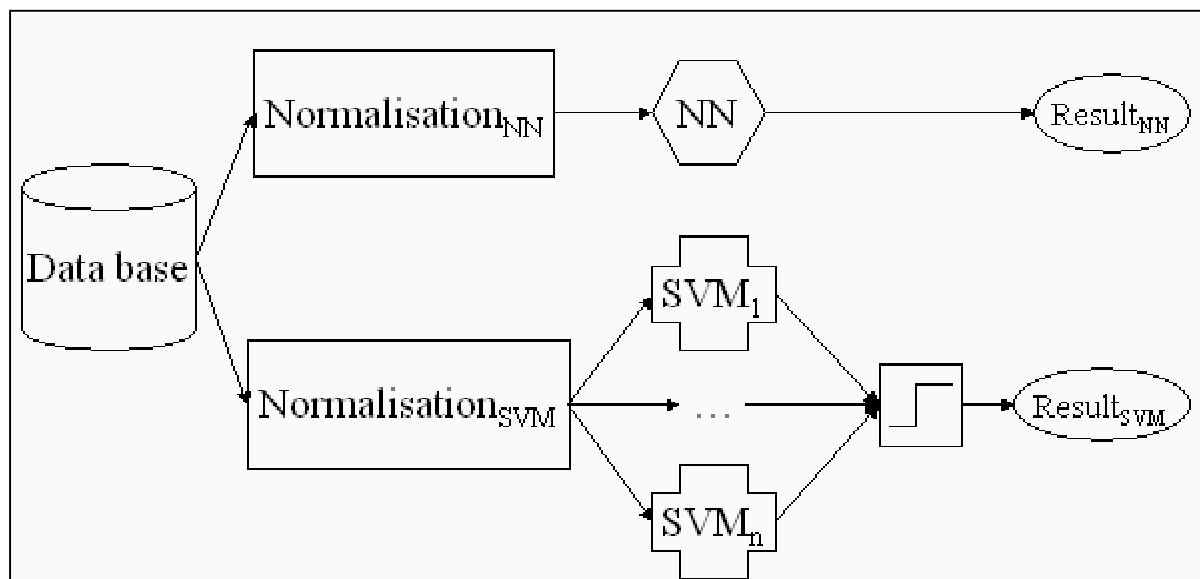 Normalisation_NN
NN
Result_NN
Data base
SVM_1
Normalisation_SVM
...
Result_SVM
SVM_n